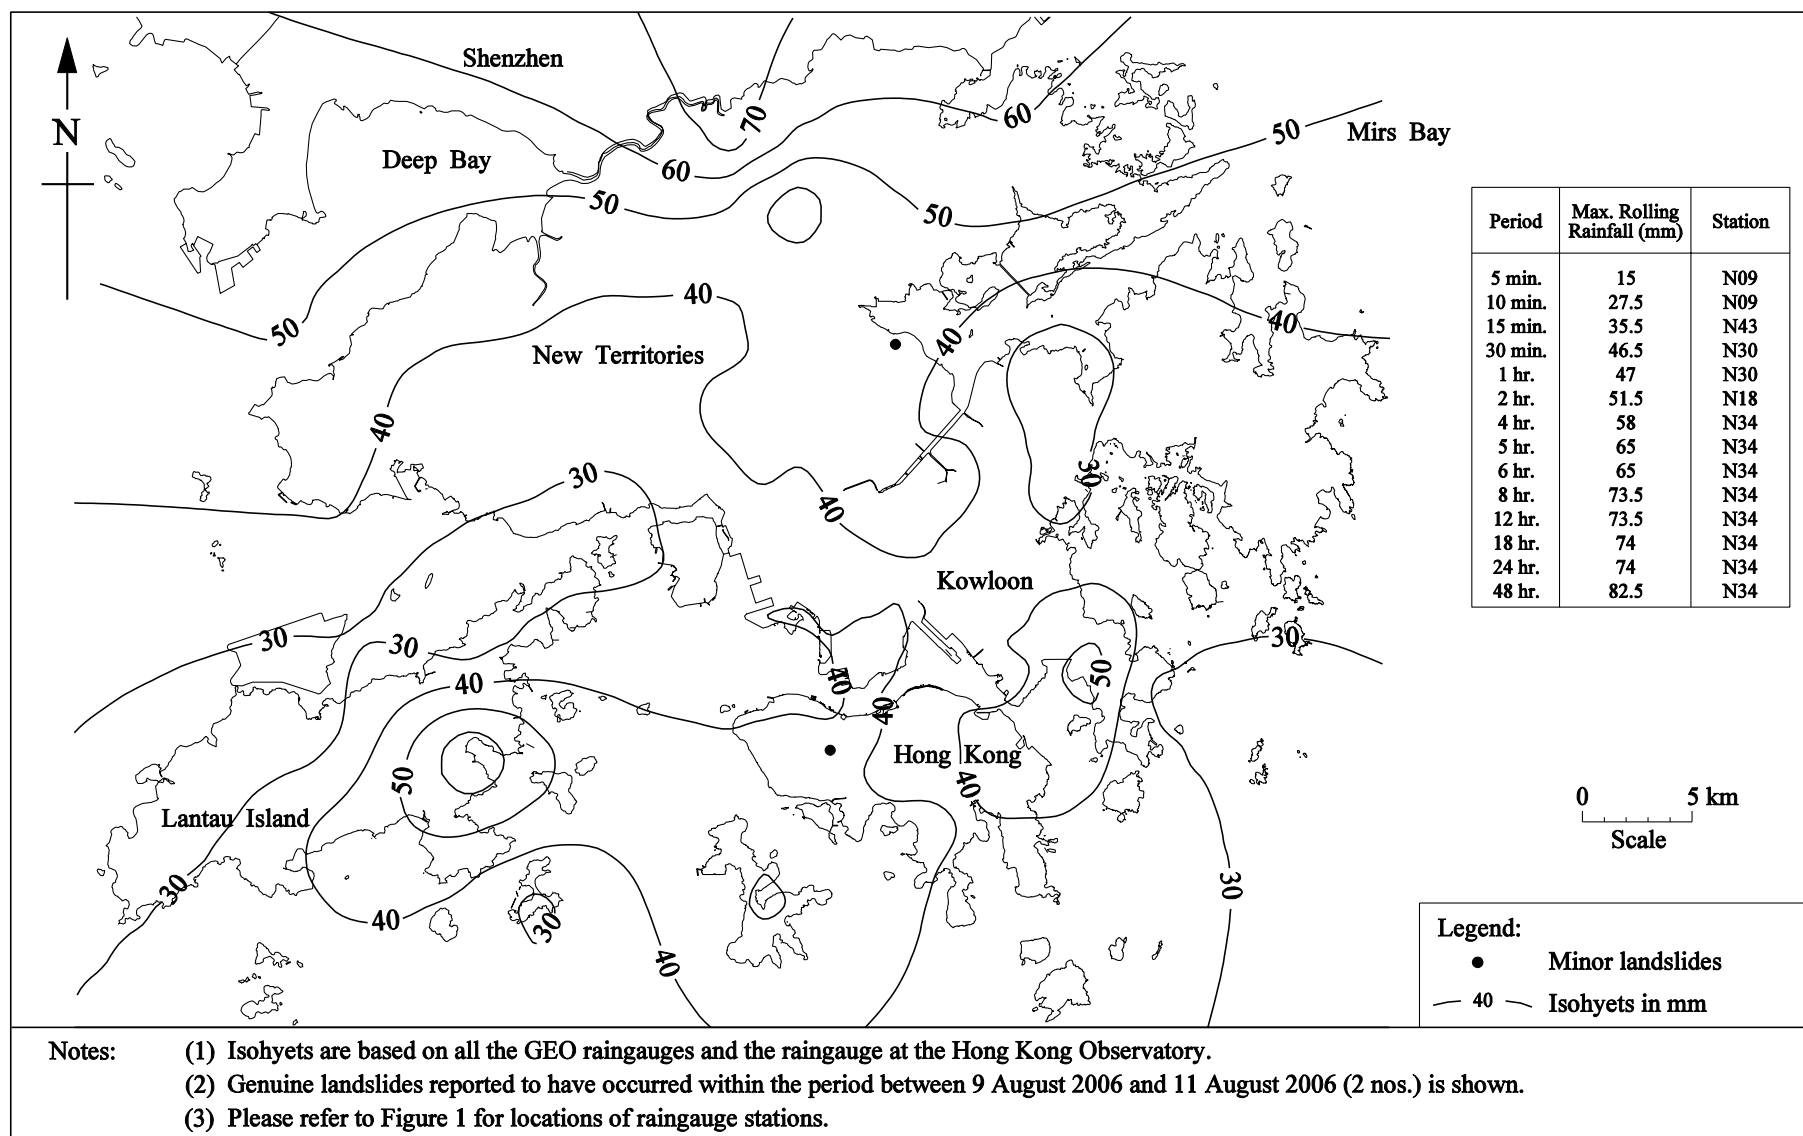 Shenzhen
70
60
50
Mirs Bay
N
Deep Bay
60
50
50
50
40
40
40
New Territories
40
30
30
40
Kowloon
30
30
30
40
50
40
40
Hong Kong
50
40
Lantau Island
30
40
30
40
30
Period Max. Rolling Rainfall (mm) Station
5 min. 15 N09
10 min. 27.5 N09
15 min. 35.5 N43
30 min. 46.5 N30
1 hr. 47 N30
2 hr. 51.5 N18
4 hr. 58 N34
5 hr. 65 N34
6 hr. 65 N34
8 hr. 73.5 N34
12 hr. 73.5 N34
18 hr. 74 N34
24 hr. 74 N34
48 hr. 82.5 N34
0 5 km
Scale
Legend:
Minor landslides
40 Isohyets in mm
Notes: (1) Isohyets are based on all the GEO raingauges and the raingauge at the Hong Kong Observatory.
(2) Genuine landslides reported to have occurred within the period between 9 August 2006 and 11 August 2006 (2 nos.) is shown.
(3) Please refer to Figure 1 for locations of raingauge stations.